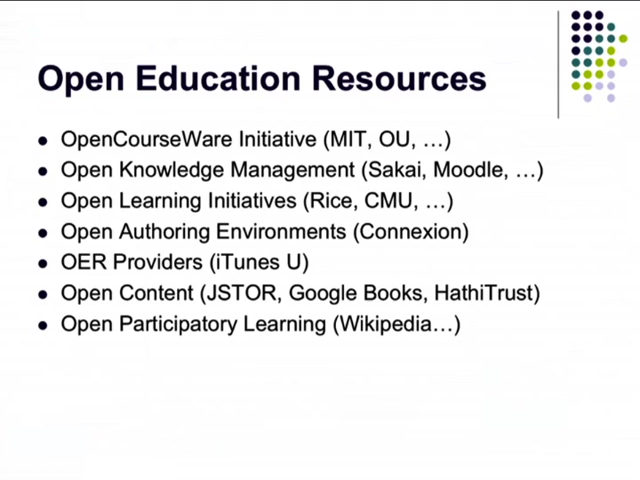 Open Education Resources
• OpenCourseWare Initiative (MIT, OU, …)
• Open Knowledge Management (Sakai, Moodle, …)
• Open Learning Initiatives (Rice, CMU, …)
• Open Authoring Environments (Connexion)
• OER Providers (iTunes U)
• Open Content (JSTOR, Google Books, HathiTrust)
• Open Participatory Learning (Wikipedia…)